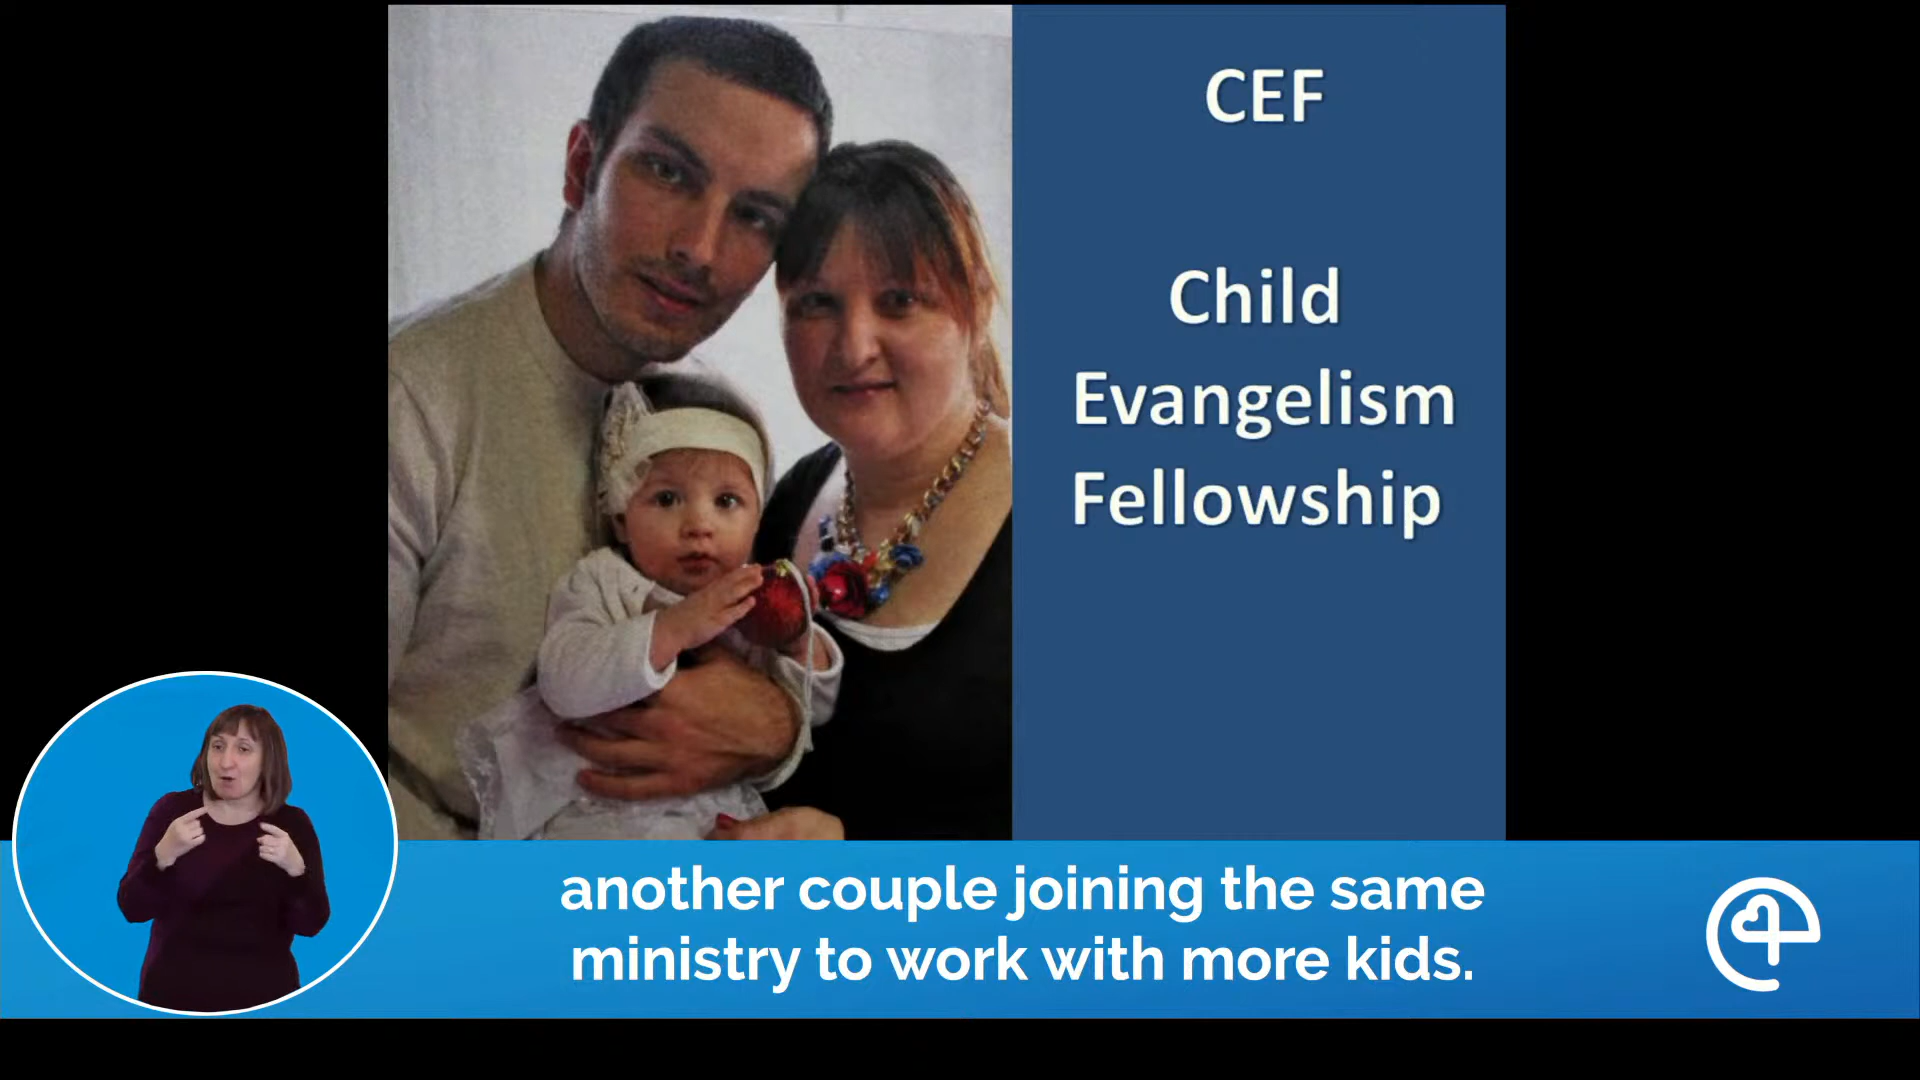 CEF
Child
Evangelism
Fellowship
another couple joining the same
ministry to work with more kids.